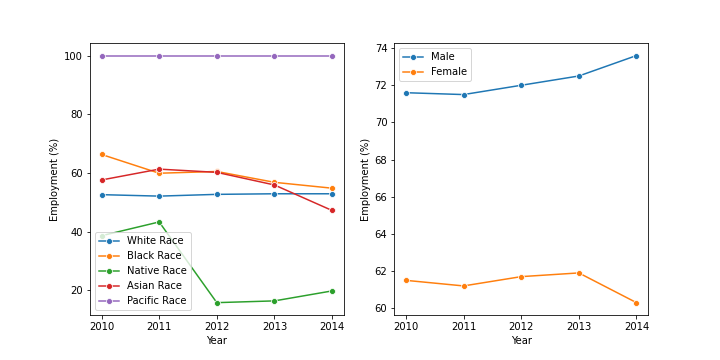 100
80
60
40
20
Employment (%)
White Race
Black Race
Native Race
Asian Race
Pacific Race
2010 2011 2012 2013 2014
Year
74
72
70
68
66
64
62
60
Employment (%)
Male
Female
2010 2011 2012 2013 2014
Year